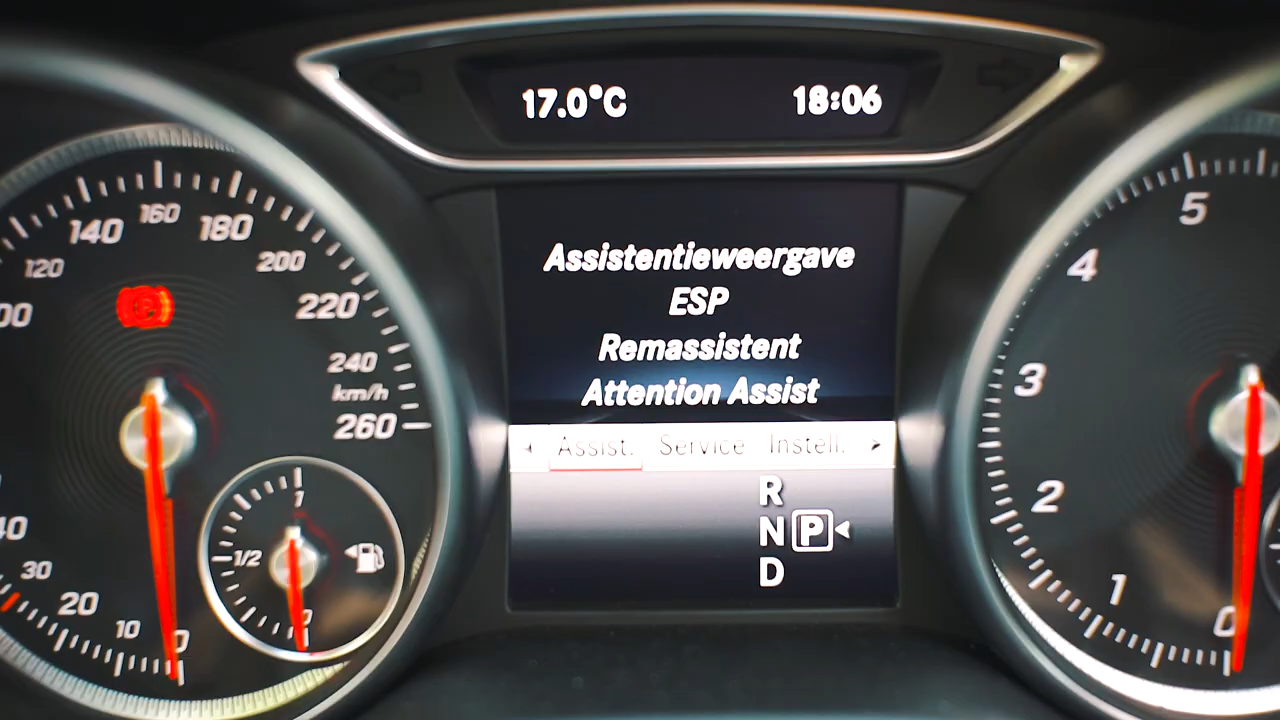 17.0°C 18:06
Assistentieweergave
ESP
Remassistent
Attention Assist
Assist. Service Instell.
R
N P
D
140 160 180
120 200
220
240
km/h
260
1
1/2
0
30
20
10
0
5
4
3
2
1
0